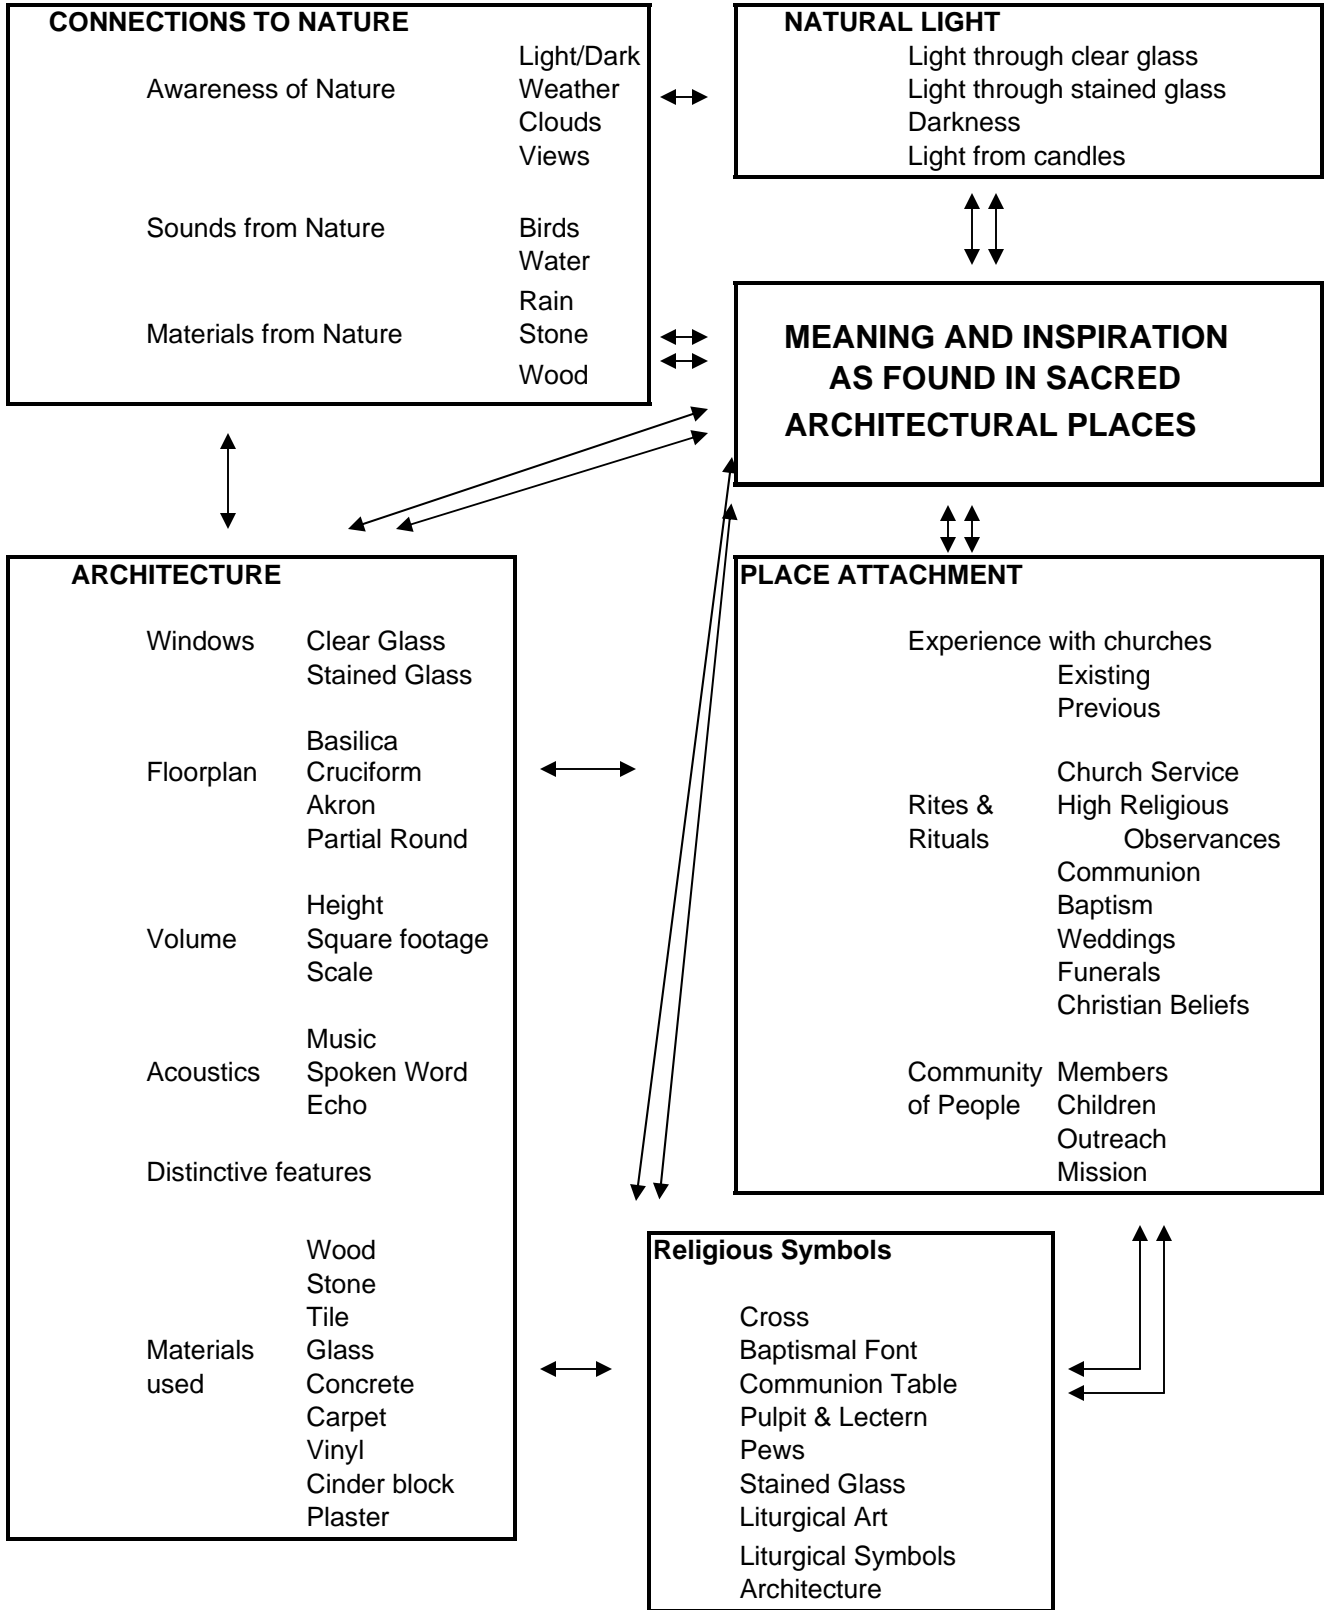 CONNECTIONS TO NATURE
Light/Dark
Awareness of Nature Weather
Clouds
Views
Sounds from Nature Birds
Water
Rain
Materials from Nature Stone
Wood
NATURAL LIGHT
Light through clear glass
Light through stained glass
Darkness
Light from candles
MEANING AND INSPIRATION
AS FOUND IN SACRED
ARCHITECTURAL PLACES
ARCHITECTURE
Windows Clear Glass
Stained Glass
Basilica
Floorplan Cruciform
Akron
Partial Round
Height
Volume Square footage
Scale
Music
Acoustics Spoken Word
Echo
Distinctive features
Wood
Stone
Tile
Materials Glass
used Concrete
Carpet
Vinyl
Cinder block
Plaster
PLACE ATTACHMENT
Experience with churches
Existing
Previous
Church Service
Rites & High Religious
Rituals Observances
Communion
Baptism
Weddings
Funerals
Christian Beliefs
Community Members
of People Children
Outreach
Mission
Religious Symbols
Cross
Baptismal Font
Communion Table
Pulpit & Lectern
Pews
Stained Glass
Liturgical Art
Liturgical Symbols
Architecture